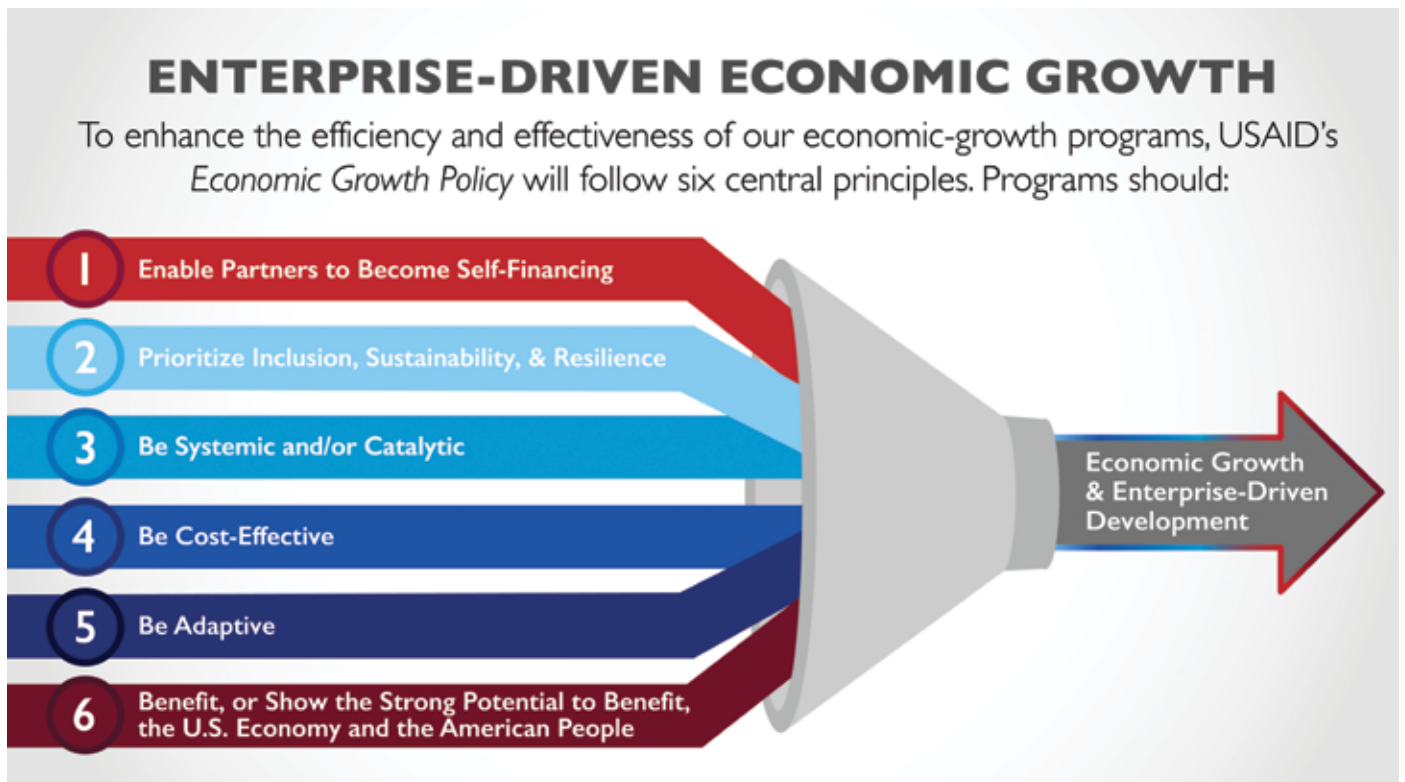 ENTERPRISE-DRIVEN ECONOMIC GROWTH
To enhance the efficiency and effectiveness of our economic-growth programs, USAID's
Economic Growth Policy will follow six central principles. Programs should:
1 Enable Partners to Become Self-Financing
2 Prioritize Inclusion, Sustainability, & Resilience
3 Be Systemic and/or Catalytic
4 Be Cost-Effective
5 Be Adaptive
6 Benefit, or Show the Strong Potential to Benefit,
the U.S. Economy and the American People
Economic Growth
& Enterprise-Driven
Development